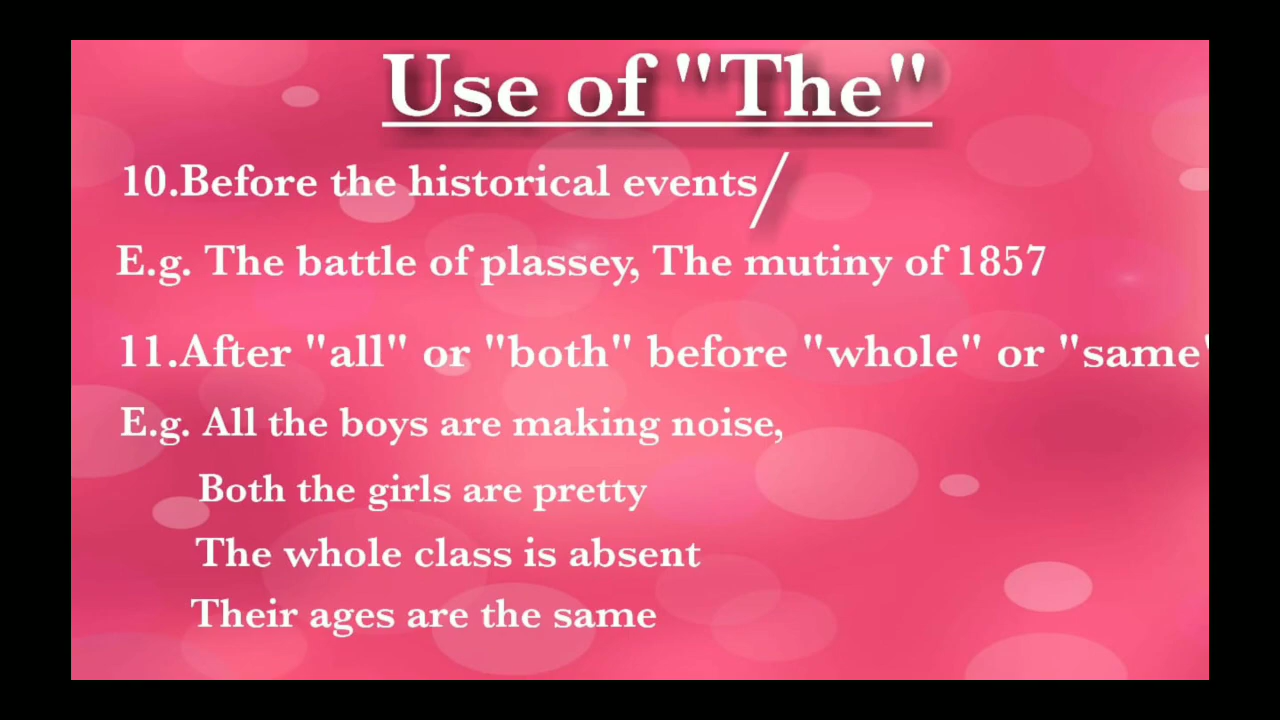 Use of "The"
10.Before the historical events/
E.g. The battle of plassey, The mutiny of 1857
11.After "all" or "both" before "whole" or "same"
E.g. All the boys are making noise,
Both the girls are pretty
The whole class is absent
Their ages are the same